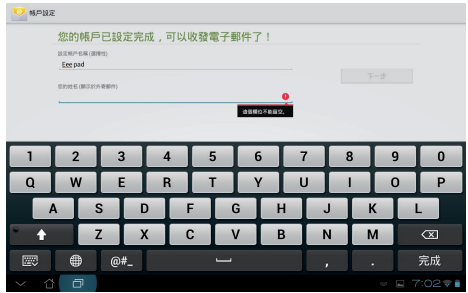 帳戶設定
您的帳戶已設定完成，可以收發電子郵件了！
設定帳戶名稱 (選擇性)
Eee pad
下一步
您的姓名 (顯示於外寄郵件)
這個欄位不能留空。
1 2 3 4 5 6 7 8 9 0
Q W E R T Y U I O P
A S D F G H J K L
Z X C V B N M
@#_ , . 完成
7:02